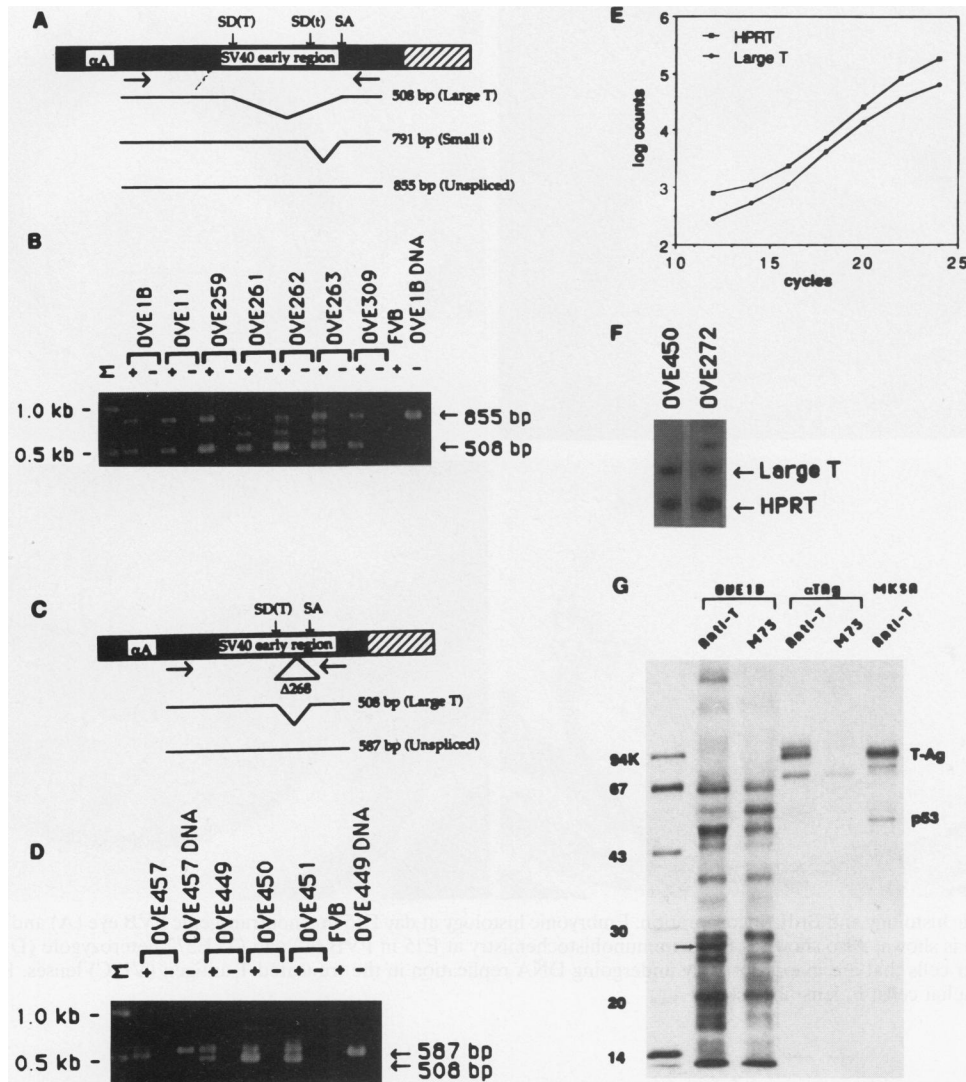 A
SD(T) SD(t) SA
αA
SV40 early region
508 bp (Large T)
791 bp (Small t)
855 bp (Unspliced)
B
OVE1B
OVE11
OVE259
OVE261
OVE262
OVE263
OVE309
FVB
OVE1B DNA
M + - + - + - + - + - + - + - + -
1.0 kb -
0.5 kb -
← 855 bp
← 508 bp
C
SD(T) SA
αA
SV40 early region
Δ268
508 bp (Large T)
587 bp (Unspliced)
D
OVE457
OVE457 DNA
OVE449
OVE450
OVE451
FVB
OVE449 DNA
M + - + - + - + - + -
1.0 kb -
0.5 kb -
← 587 bp
← 508 bp
E
HPRT
Large T
log counts
6
5
4
3
2
10 15 20 25
cycles
F
OVE450
OVE272
← Large T
← HPRT
G
OVE1B αTAg MKSA
Anti-T
M73
Anti-T
M73
Anti-T
94K
67
43
30
20
14
T-Ag
p53